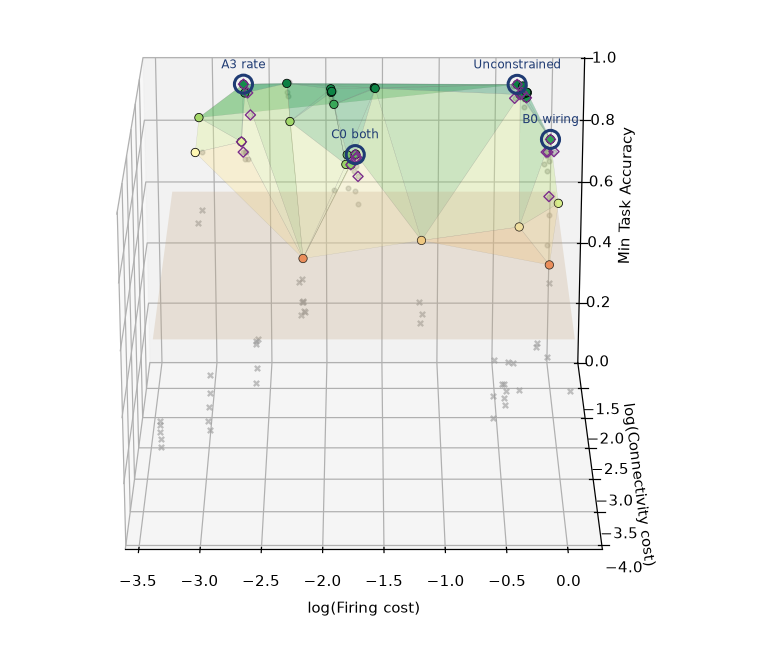 1.0
A3 rate
Unconstrained
0.8
B0 wiring
C0 both
0.6
Min Task Accuracy
0.4
0.2
0.0
−1.5
−2.0
−2.5
−3.0
−3.5
−4.0
log(Connectivity cost)
−3.5 −3.0 −2.5 −2.0 −1.5 −1.0 −0.5 0.0
log(Firing cost)